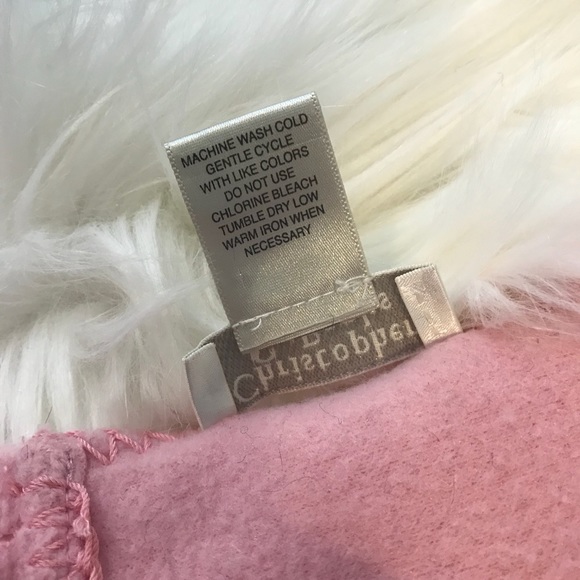 MACHINE WASH COLD
GENTLE CYCLE
WITH LIKE COLORS
DO NOT USE
CHLORINE BLEACH
TUMBLE DRY LOW
WARM IRON WHEN
NECESSARY
Christopher